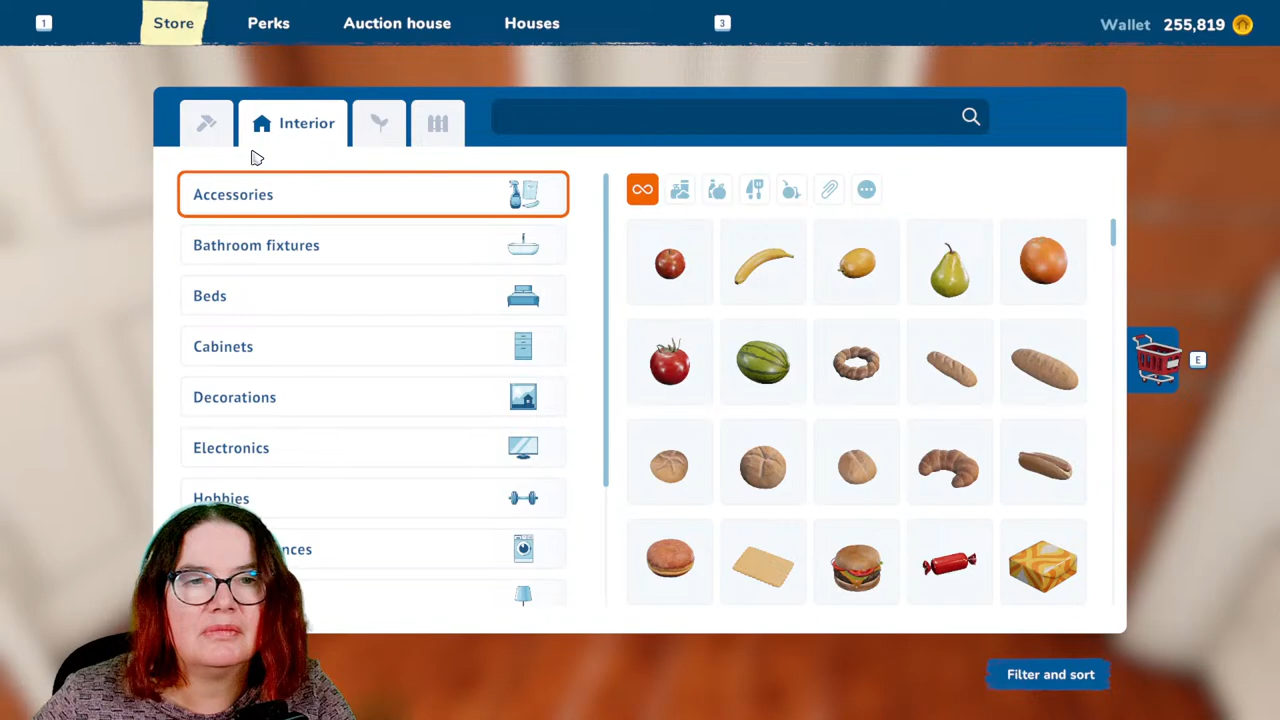 1
Store
Perks
Auction house
Houses
3
Wallet 255,819
Interior
Accessories
Bathroom fixtures
Beds
Cabinets
Decorations
Electronics
Hobbies
nces
E
Filter and sort